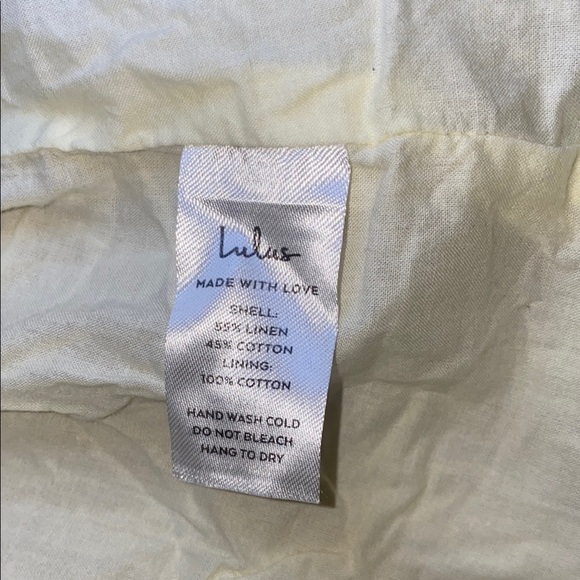 Lulus
MADE WITH LOVE
SHELL:
55% LINEN
45% COTTON
LINING:
100% COTTON
HAND WASH COLD
DO NOT BLEACH
HANG TO DRY